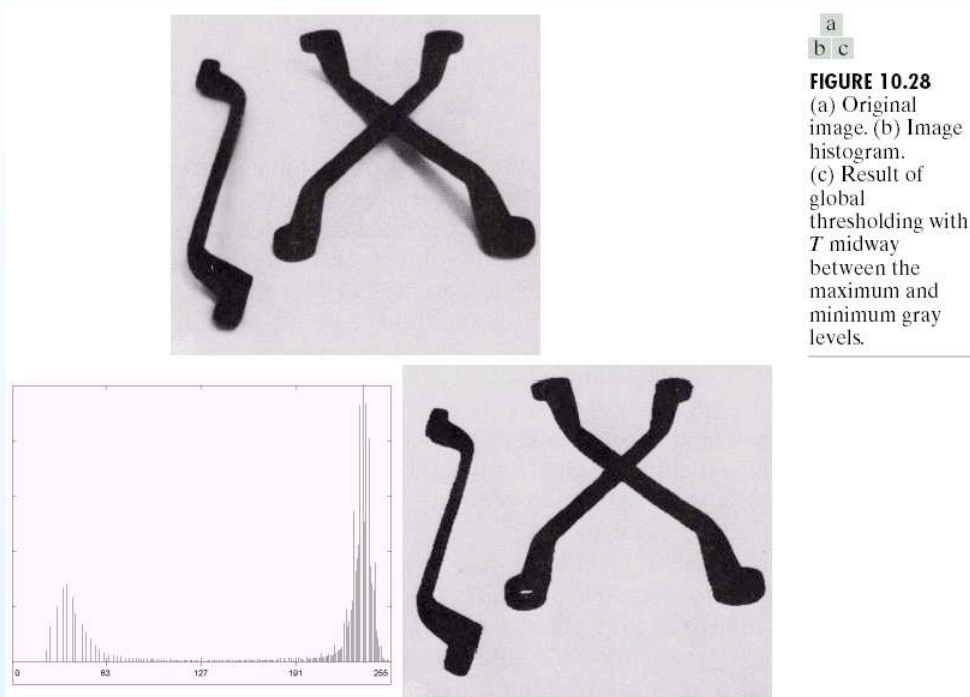 a
b c
FIGURE 10.28
(a) Original
image. (b) Image
histogram.
(c) Result of
global
thresholding with
T midway
between the
maximum and
minimum gray
levels.
0 63 127 191 255